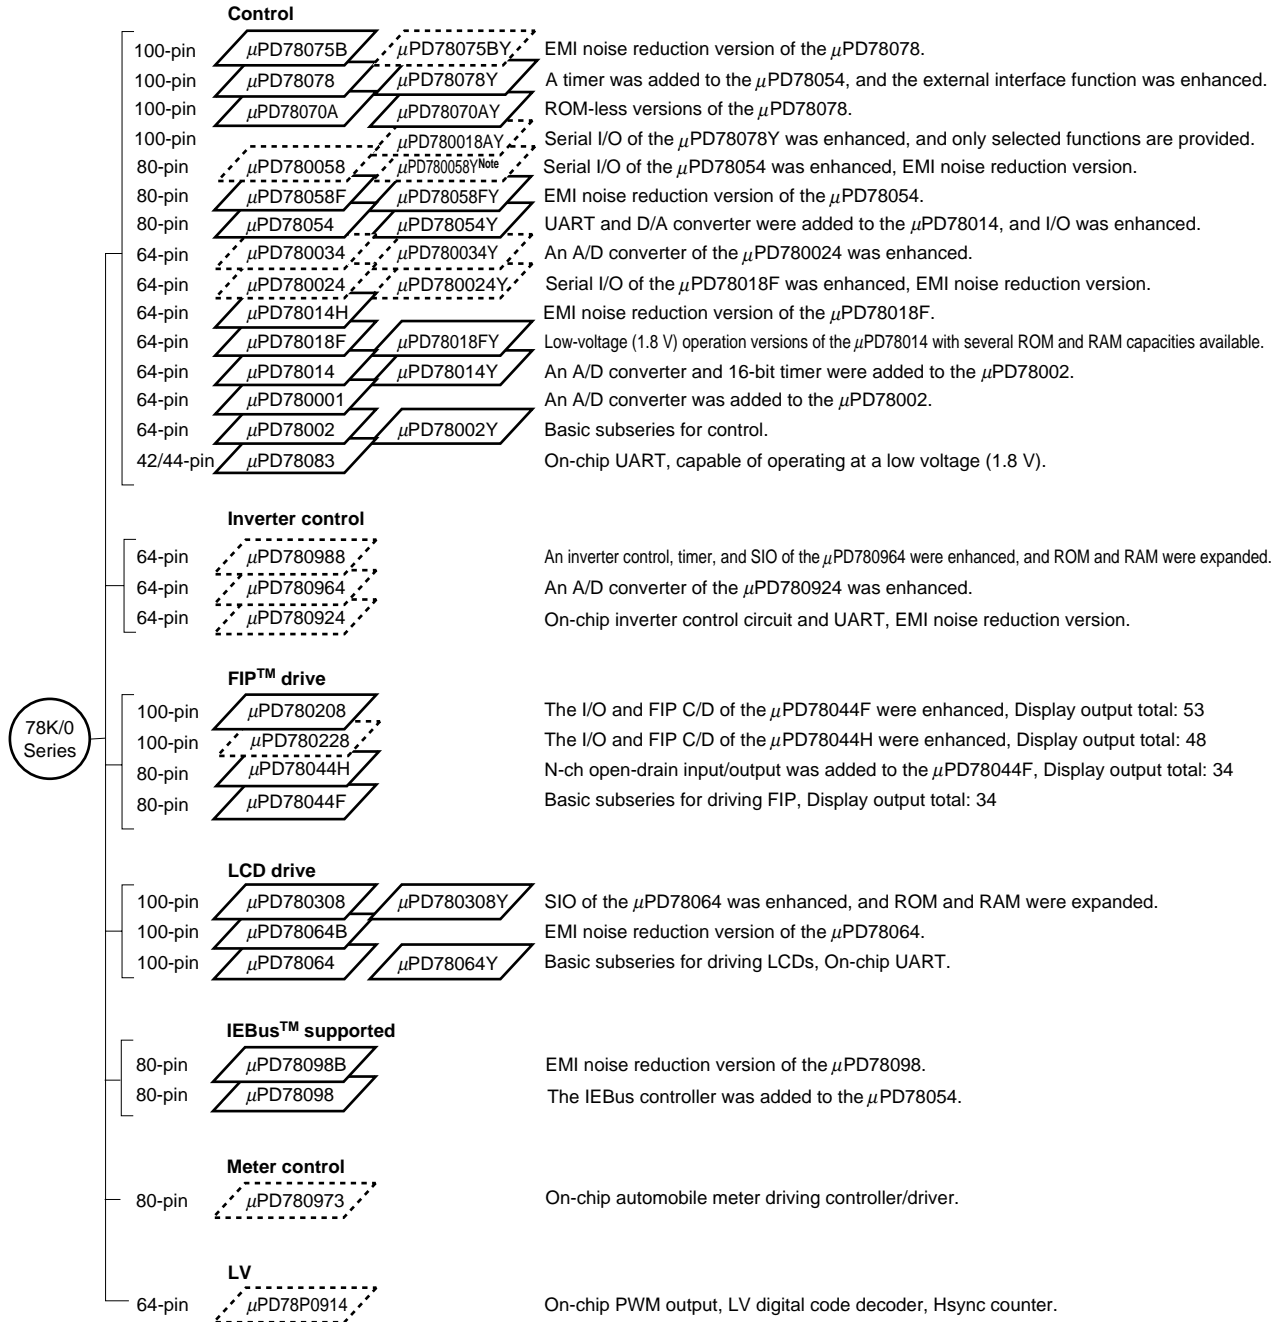 Control
100-pin μPD78075B μPD78075BY EMI noise reduction version of the μPD78078.
100-pin μPD78078 μPD78078Y A timer was added to the μPD78054, and the external interface function was enhanced.
100-pin μPD78070A μPD78070AY ROM-less versions of the μPD78078.
100-pin μPD780018AY Serial I/O of the μPD78078Y was enhanced, and only selected functions are provided.
80-pin μPD780058 μPD780058YNote Serial I/O of the μPD78054 was enhanced, EMI noise reduction version.
80-pin μPD78058F μPD78058FY EMI noise reduction version of the μPD78054.
80-pin μPD78054 μPD78054Y UART and D/A converter were added to the μPD78014, and I/O was enhanced.
64-pin μPD780034 μPD780034Y An A/D converter of the μPD780024 was enhanced.
64-pin μPD780024 μPD780024Y Serial I/O of the μPD78018F was enhanced, EMI noise reduction version.
64-pin μPD78014H EMI noise reduction version of the μPD78018F.
64-pin μPD78018F μPD78018FY Low-voltage (1.8 V) operation versions of the μPD78014 with several ROM and RAM capacities available.
64-pin μPD78014 μPD78014Y An A/D converter and 16-bit timer were added to the μPD78002.
64-pin μPD780001 An A/D converter was added to the μPD78002.
64-pin μPD78002 μPD78002Y Basic subseries for control.
42/44-pin μPD78083 On-chip UART, capable of operating at a low voltage (1.8 V).
Inverter control
64-pin μPD780988 An inverter control, timer, and SIO of the μPD780964 were enhanced, and ROM and RAM were expanded.
64-pin μPD780964 An A/D converter of the μPD780924 was enhanced.
64-pin μPD780924 On-chip inverter control circuit and UART, EMI noise reduction version.
FIP™ drive
78K/0
Series
100-pin μPD780208 The I/O and FIP C/D of the μPD78044F were enhanced, Display output total: 53
100-pin μPD780228 The I/O and FIP C/D of the μPD78044H were enhanced, Display output total: 48
80-pin μPD78044H N-ch open-drain input/output was added to the μPD78044F, Display output total: 34
80-pin μPD78044F Basic subseries for driving FIP, Display output total: 34
LCD drive
100-pin μPD780308 μPD780308Y SIO of the μPD78064 was enhanced, and ROM and RAM were expanded.
100-pin μPD78064B EMI noise reduction version of the μPD78064.
100-pin μPD78064 μPD78064Y Basic subseries for driving LCDs, On-chip UART.
IEBus™ supported
80-pin μPD78098B EMI noise reduction version of the μPD78098.
80-pin μPD78098 The IEBus controller was added to the μPD78054.
Meter control
80-pin μPD780973 On-chip automobile meter driving controller/driver.
LV
64-pin μPD78P0914 On-chip PWM output, LV digital code decoder, Hsync counter.